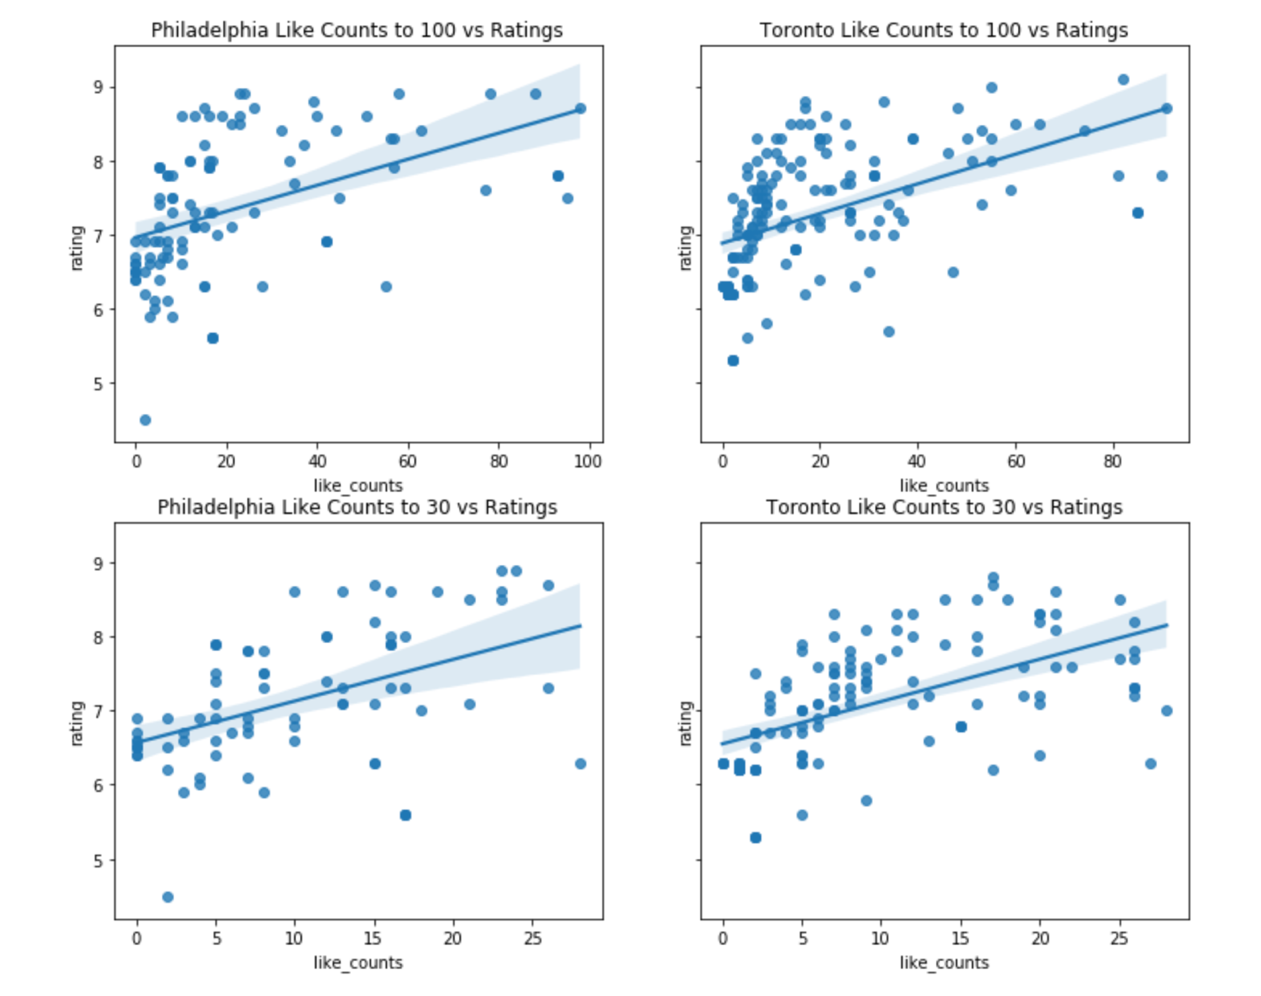 Philadelphia Like Counts to 100 vs Ratings
9
8
7
6
5
rating
0 20 40 60 80 100
like_counts
Toronto Like Counts to 100 vs Ratings
rating
0 20 40 60 80
like_counts
Philadelphia Like Counts to 30 vs Ratings
9
8
7
6
5
rating
0 5 10 15 20 25
like_counts
Toronto Like Counts to 30 vs Ratings
rating
0 5 10 15 20 25
like_counts